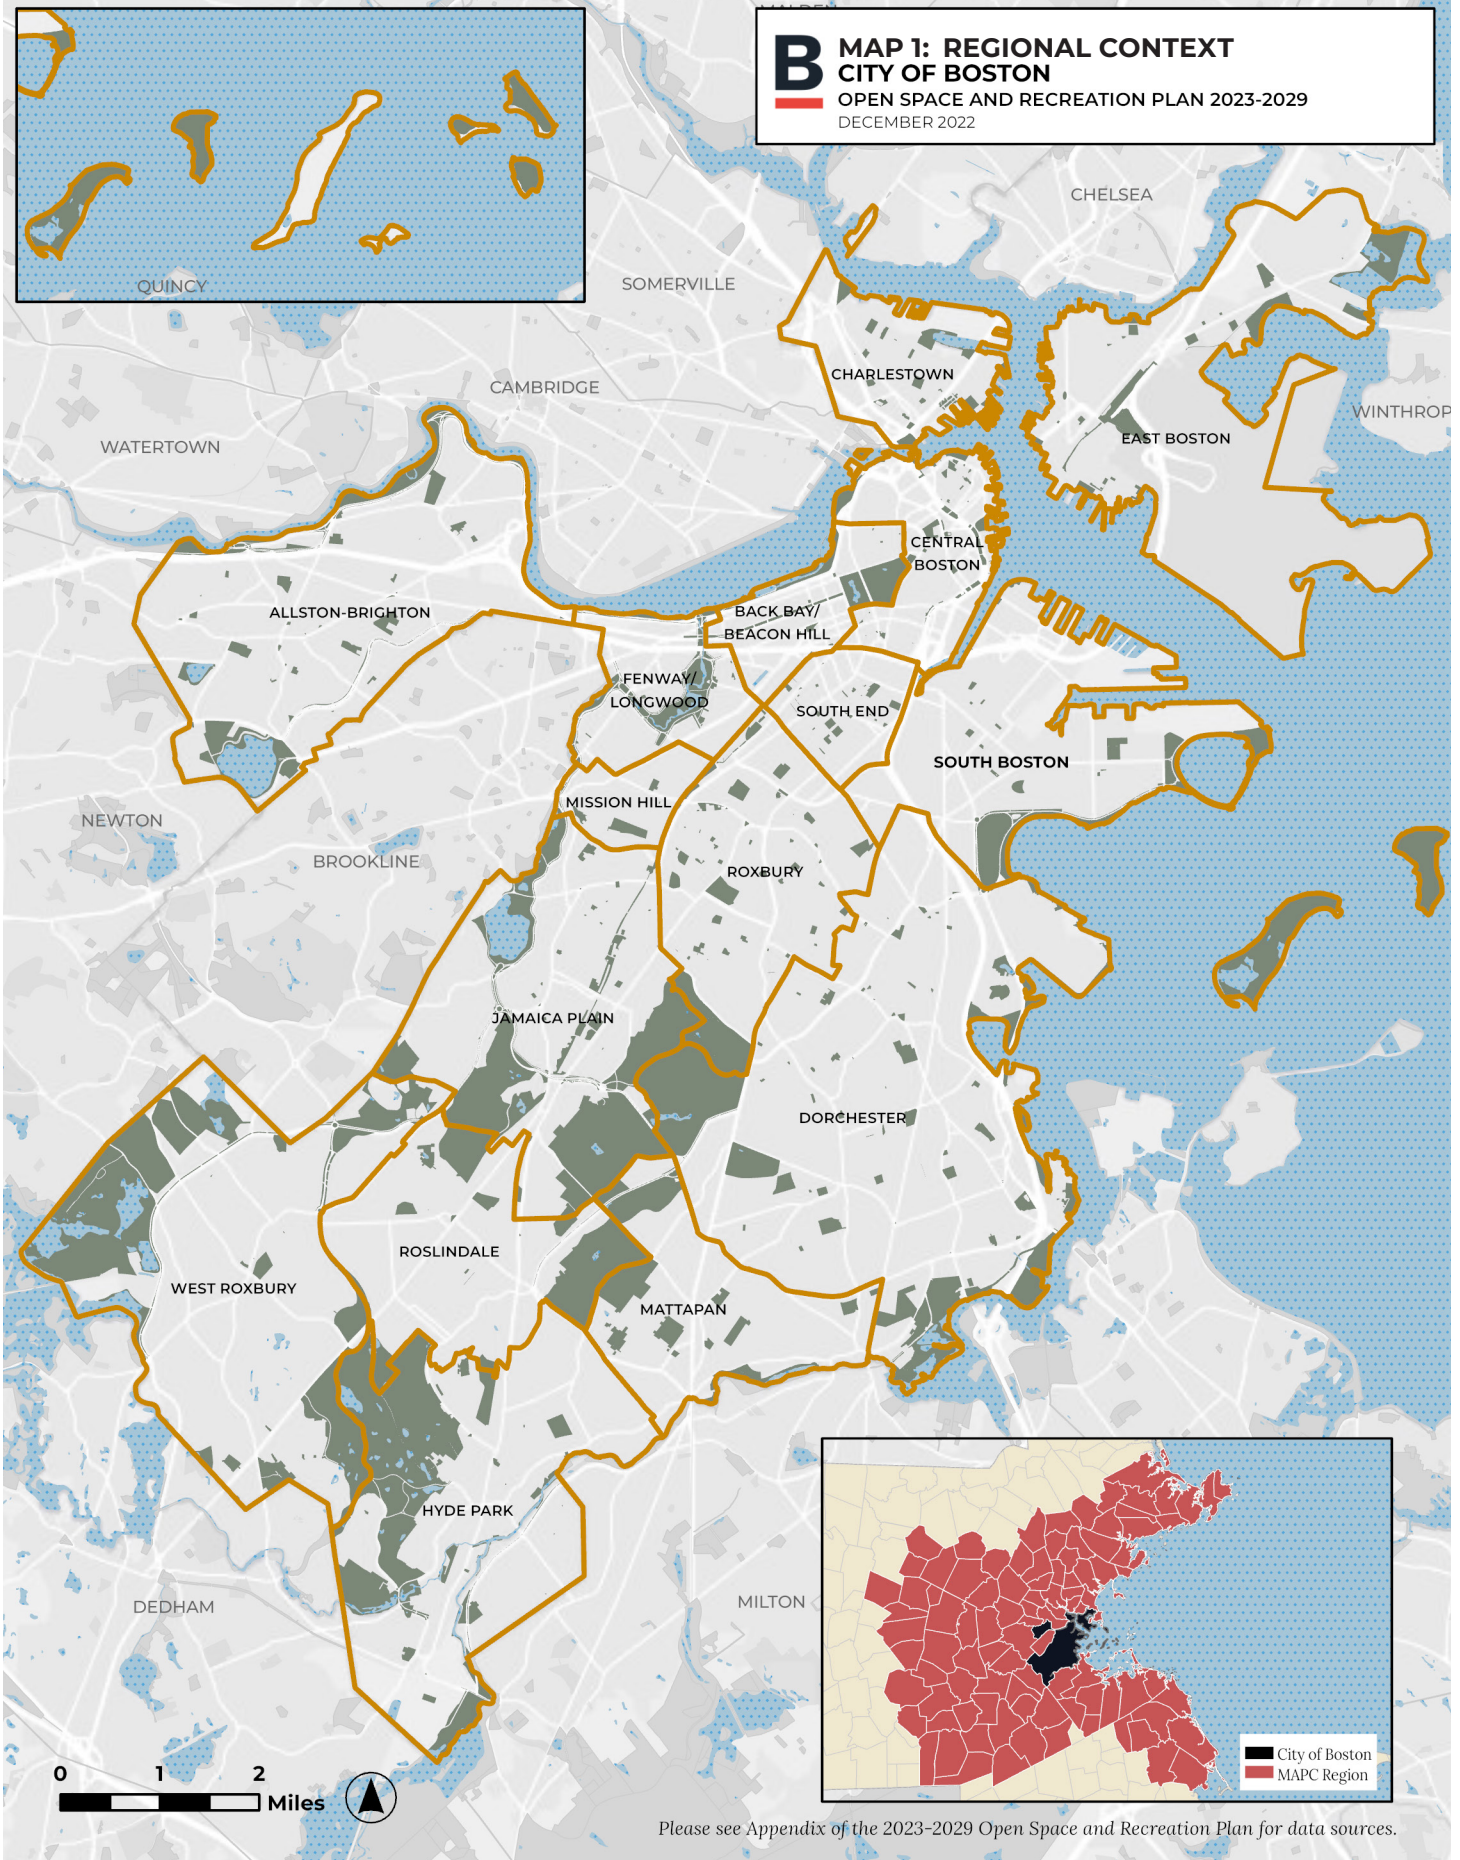 MALDEN
B
MAP 1: REGIONAL CONTEXT
CITY OF BOSTON
OPEN SPACE AND RECREATION PLAN 2023-2029
DECEMBER 2022
CHELSEA
QUINCY
SOMERVILLE
CHARLESTOWN
CAMBRIDGE
WINTHROP
EAST BOSTON
WATERTOWN
CENTRAL
BOSTON
ALLSTON-BRIGHTON
BACK BAY/
BEACON HILL
FENWAY/
LONGWOOD
SOUTH END
SOUTH BOSTON
MISSION HILL
NEWTON
BROOKLINE
ROXBURY
JAMAICA PLAIN
DORCHESTER
ROSLINDALE
WEST ROXBURY
MATTAPAN
HYDE PARK
DEDHAM
MILTON
City of Boston
MAPC Region
0 1 2
Miles
Please see Appendix of the 2023-2029 Open Space and Recreation Plan for data sources.